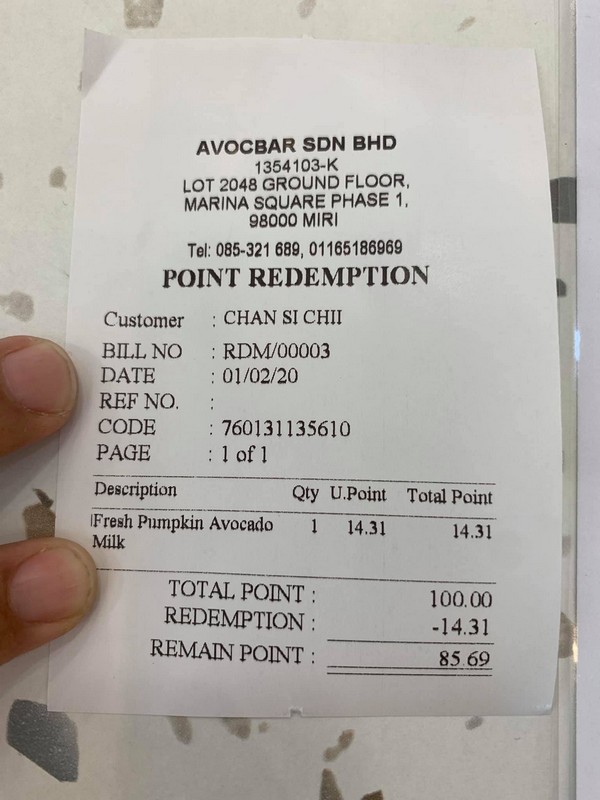 AVOCBAR SDN BHD
1354103-K
LOT 2048 GROUND FLOOR,
MARINA SQUARE PHASE 1,
98000 MIRI
Tel: 085-321 689, 01165186969
POINT REDEMPTION
Customer : CHAN SI CHII
BILL NO : RDM/00003
DATE : 01/02/20
REF NO. :
CODE : 760131135610
PAGE : 1 of 1
Description Qty U.Point Total Point
Fresh Pumpkin Avocado 1 14.31 14.31
Milk
TOTAL POINT : 100.00
REDEMPTION : -14.31
REMAIN POINT : 85.69